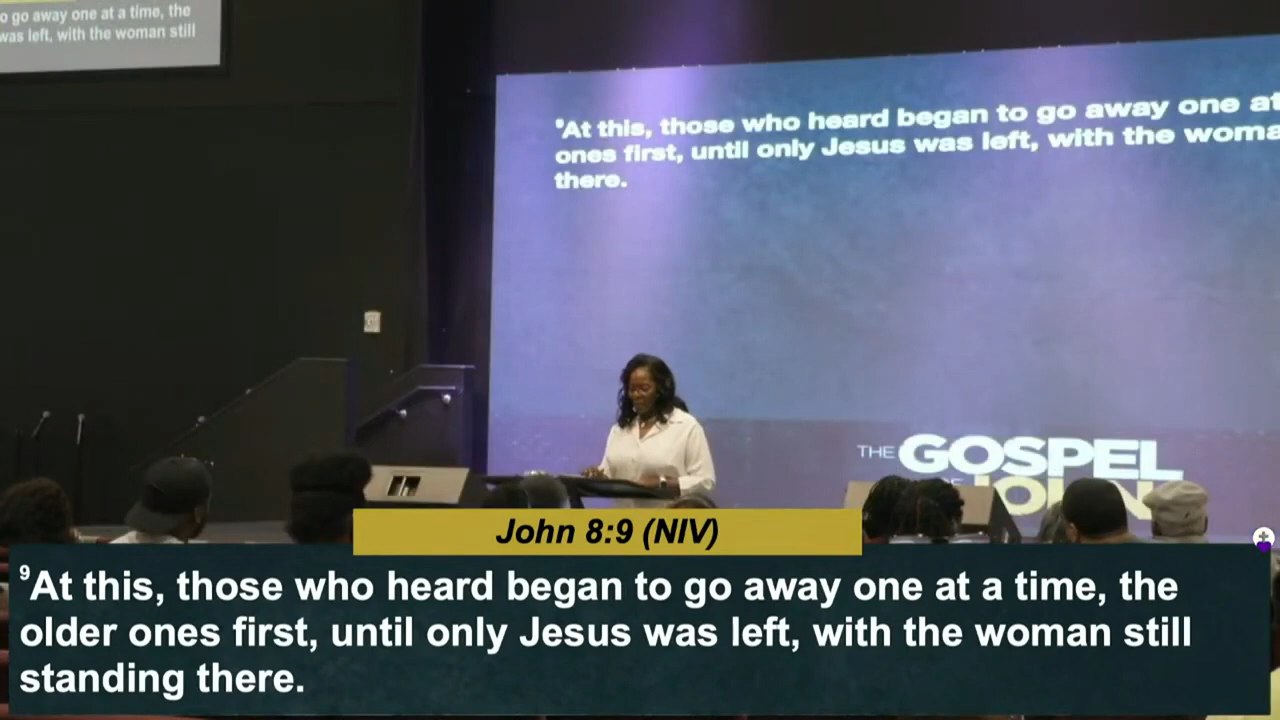 o go away one at a time, the
was left, with the woman still
⁹At this, those who heard began to go away one at
ones first, until only Jesus was left, with the woma
there.
THE GOSPEL
OF JOHN
John 8:9 (NIV)
⁹At this, those who heard began to go away one at a time, the
older ones first, until only Jesus was left, with the woman still
standing there.